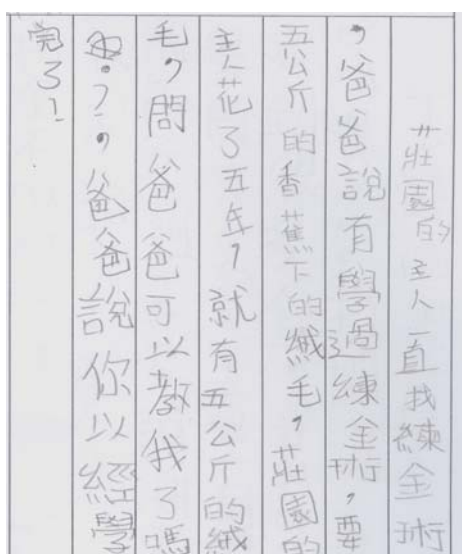 莊園的主人一直找練金術
,爸爸說有學過練金術,要
五公斤的香蕉下的絨毛,莊園的
主人花了五年,就有五公斤的絨
毛,問爸爸可以教我了嗎
?,爸爸說你以經學
完了!